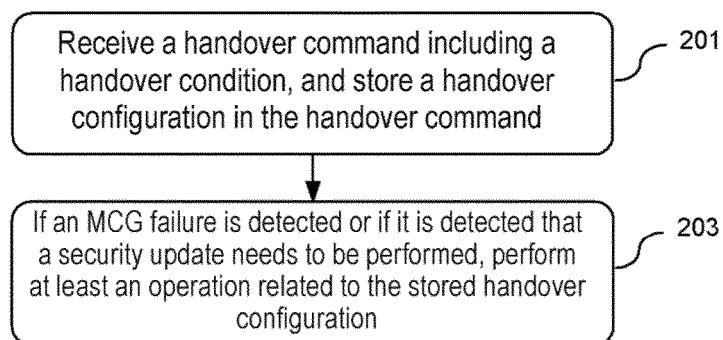 Receive a handover command including a
handover condition, and store a handover
configuration in the handover command
201
If an MCG failure is detected or if it is detected that
a security update needs to be performed, perform
at least an operation related to the stored handover
configuration
203